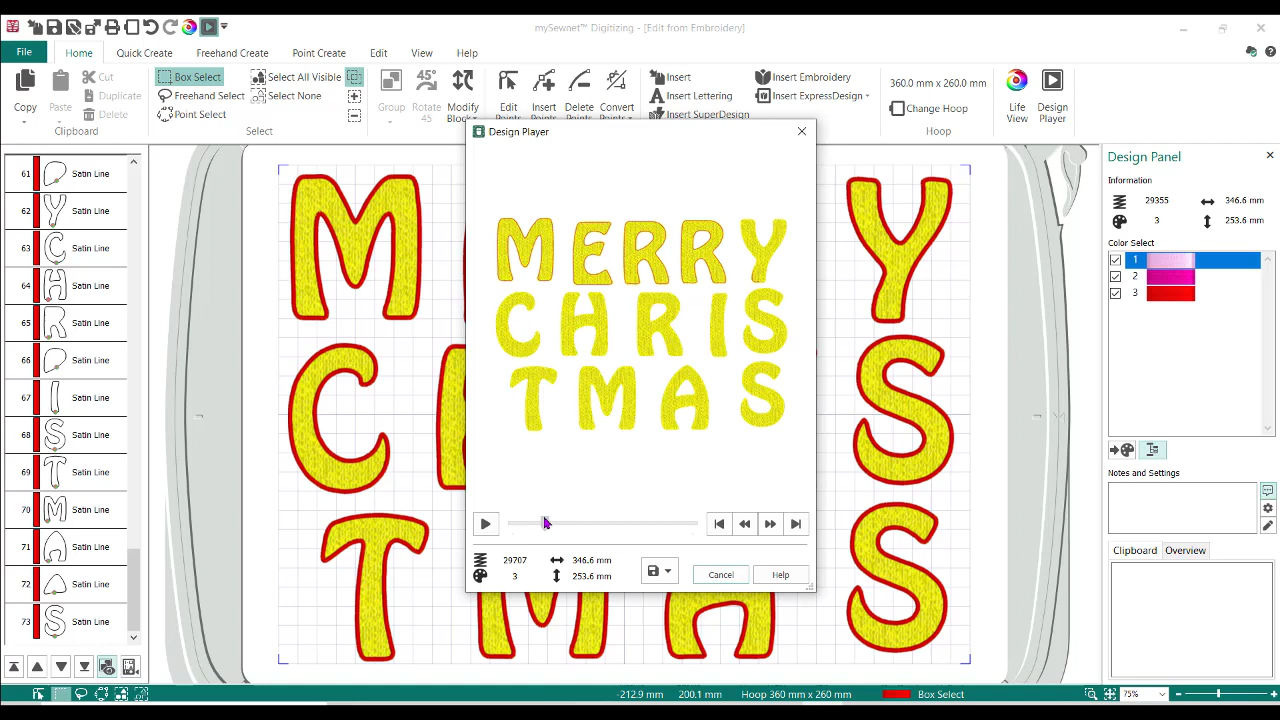 mySewnet™ Digitizing - [Edit from Embroidery]
File Home Quick Create Freehand Create Point Create Edit View Help
Copy
Paste
Cut
Duplicate
Delete
Clipboard
Box Select
Freehand Select
Point Select
Select All Visible
Select None
Select
Group
45°
Rotate
45
Modify
Block
Edit
Points
Insert
Points
Delete
Points
Convert
Points
Insert
Insert Lettering
Insert SuperDesign
Insert Embroidery
Insert ExpressDesign
360.0 mm x 260.0 mm
Change Hoop
Hoop
Life
View
Design
Player
61 Satin Line
62 Satin Line
63 Satin Line
64 Satin Line
65 Satin Line
66 Satin Line
67 Satin Line
68 Satin Line
69 Satin Line
70 Satin Line
71 Satin Line
72 Satin Line
73 Satin Line
M Y
C S
T M A S
Design Player
MERRY
CHRIS
TMAS
29707 346.6 mm
3 253.6 mm
Cancel Help
Design Panel
Information
29355 346.6 mm
3 253.6 mm
Color Select
1
2
3
Notes and Settings
Clipboard Overview
-212.9 mm 200.1 mm Hoop 360 mm x 260 mm Box Select 75%